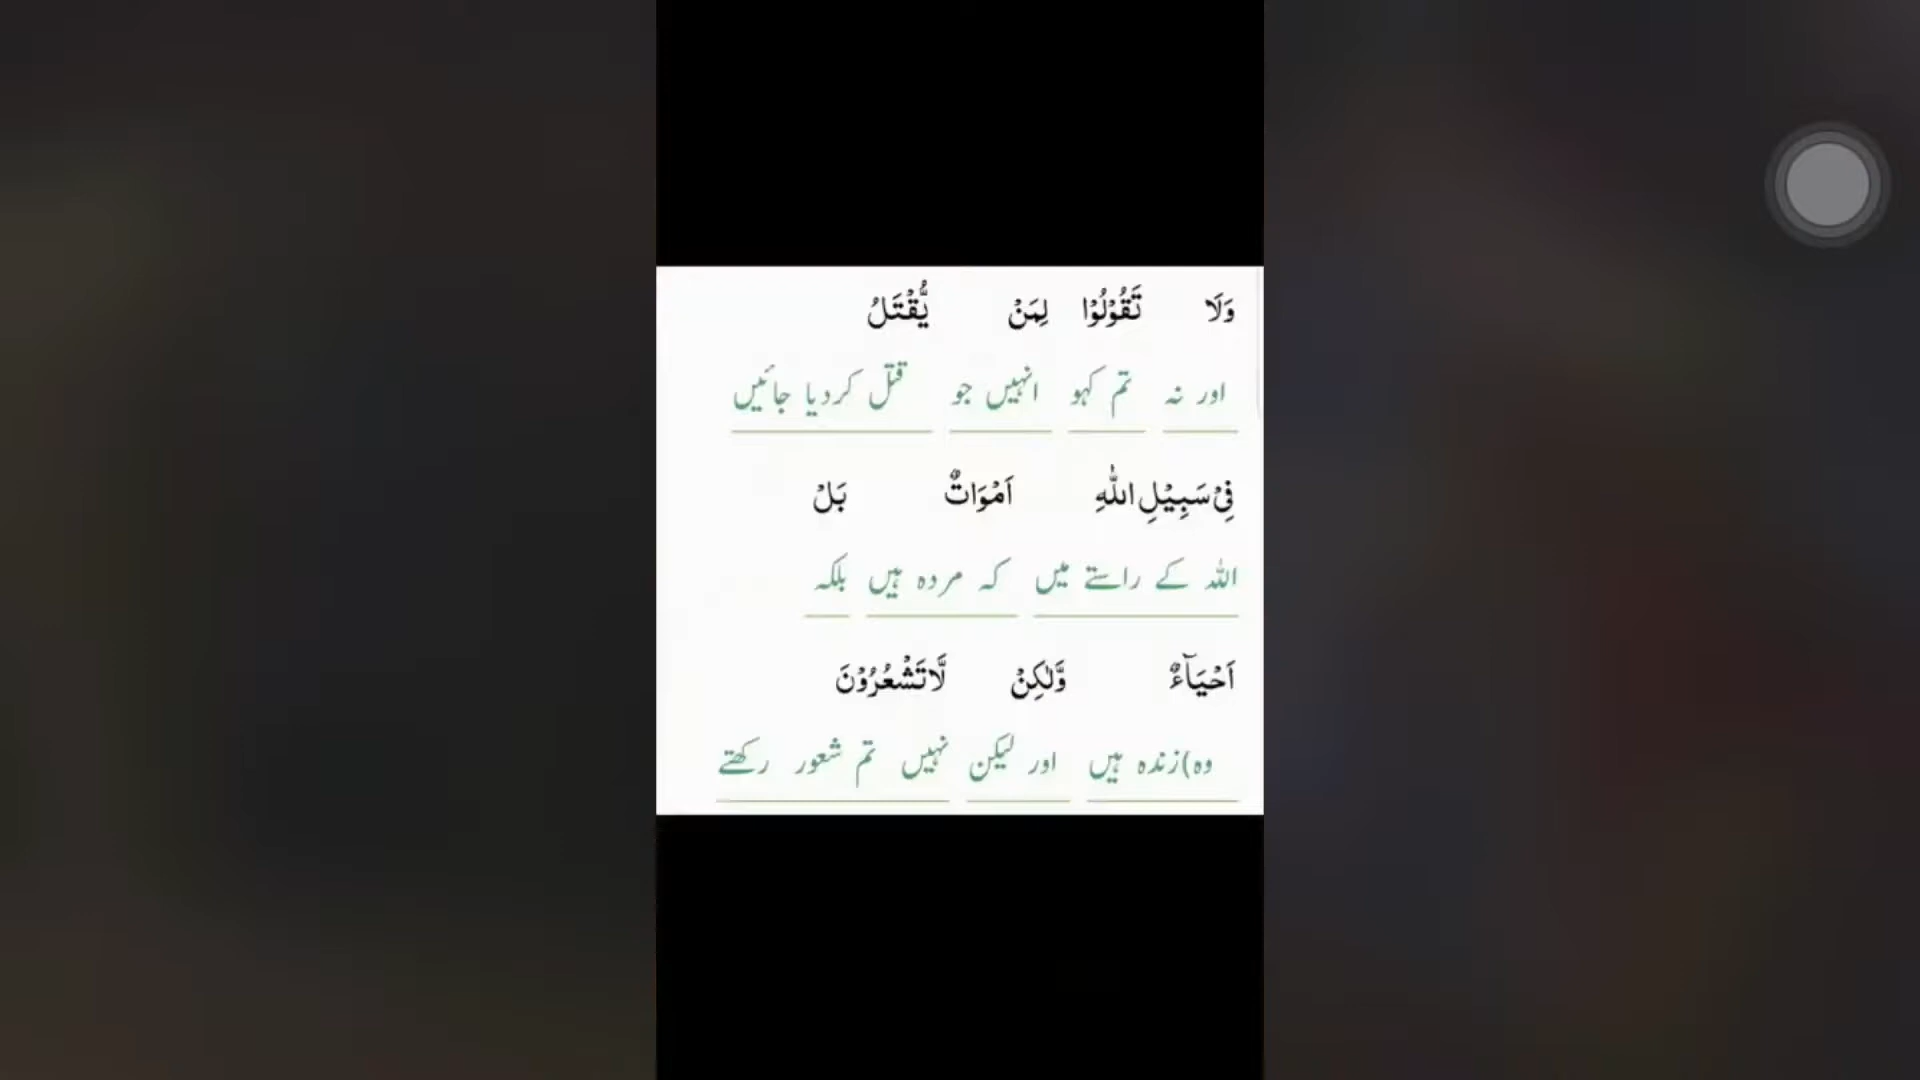 وَلَا تَقُوْلُوْا لِمَنْ يُّقْتَلُ
اور نہ تم کہو انہیں جو قتل کردیا جائیں
فِیْ سَبِیْلِ اللّٰهِ اَمْوَاتٌ بَلْ
اللہ کے راستے میں کہ مردہ ہیں بلکہ
اَحْیَآءٌ وَّلٰكِنْ لَّا تَشْعُرُوْنَ
وہ)زندہ ہیں اور لیکن نہیں تم شعور رکھتے